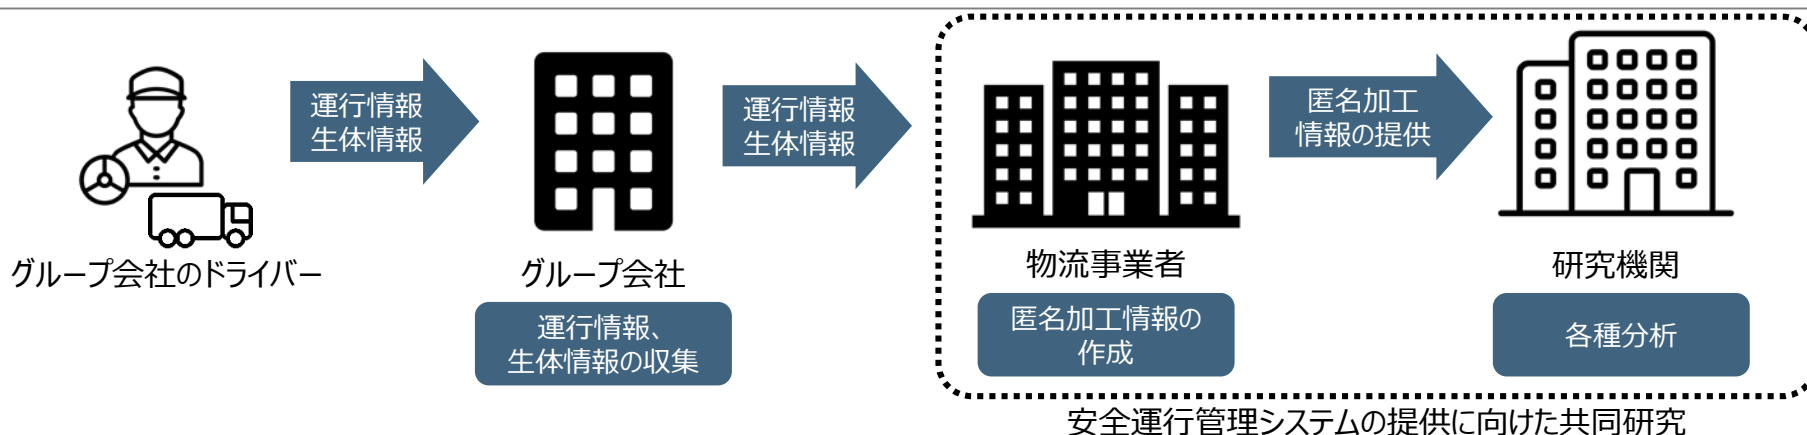 運行情報
生体情報
運行情報
生体情報
匿名加工
情報の提供
グループ会社のドライバー
グループ会社
物流事業者
研究機関
運行情報、
生体情報の収集
匿名加工情報の
作成
各種分析
安全運行管理システムの提供に向けた共同研究